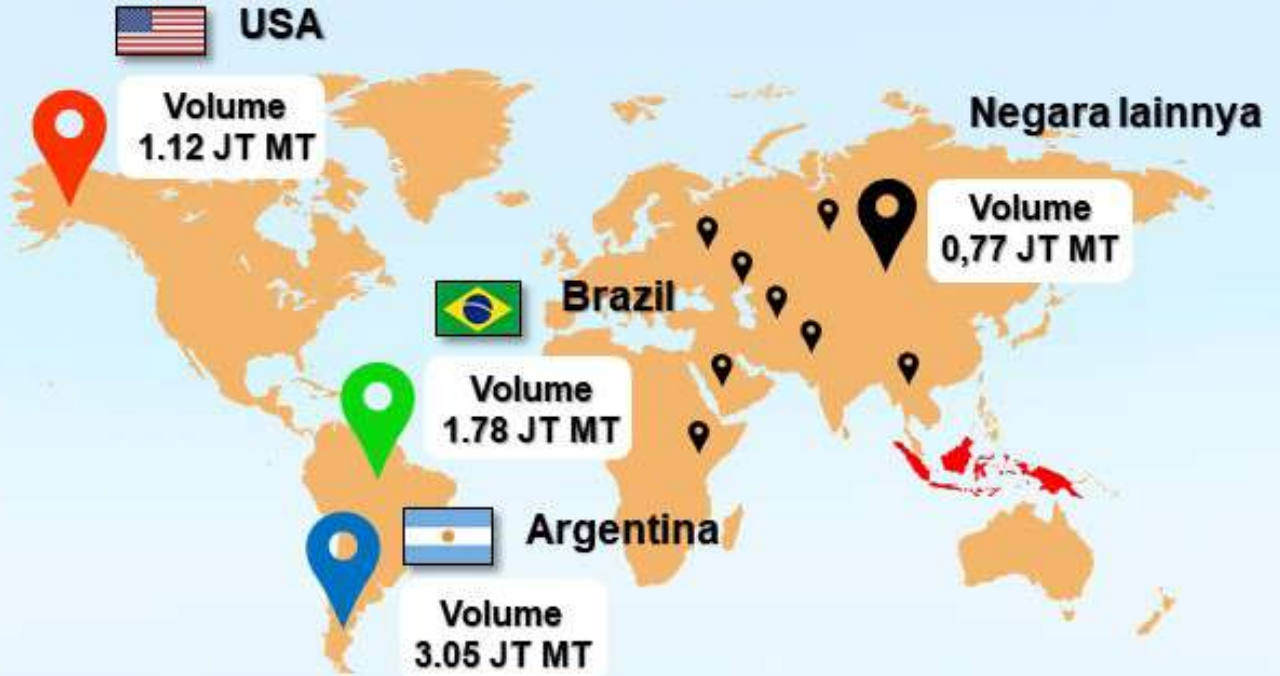 USA
Volume
1.12 JT MT
Negara lainnya
Volume
0,77 JT MT
Brazil
Volume
1.78 JT MT
Argentina
Volume
3.05 JT MT